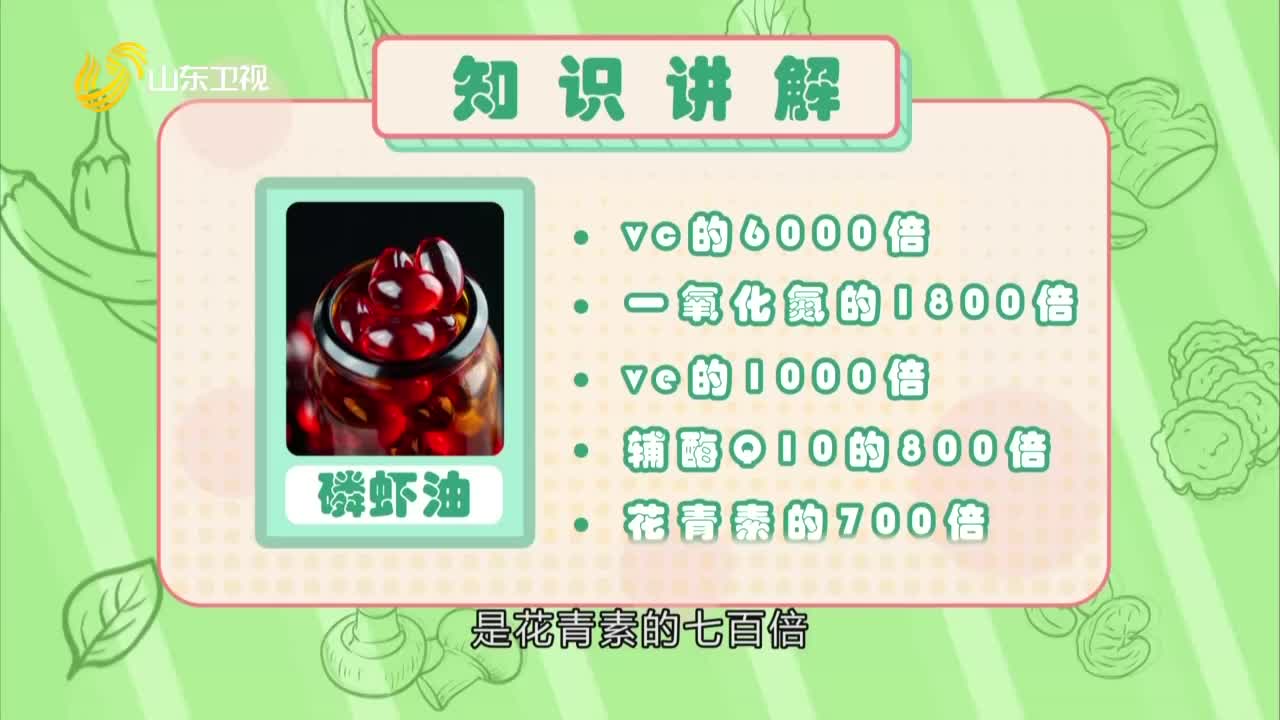 山东卫视
知识讲解
vc的6000倍
一氧化氮的1800倍
ve的1000倍
辅酶Q10的800倍
花青素的700倍
磷虾油
是花青素的七百倍